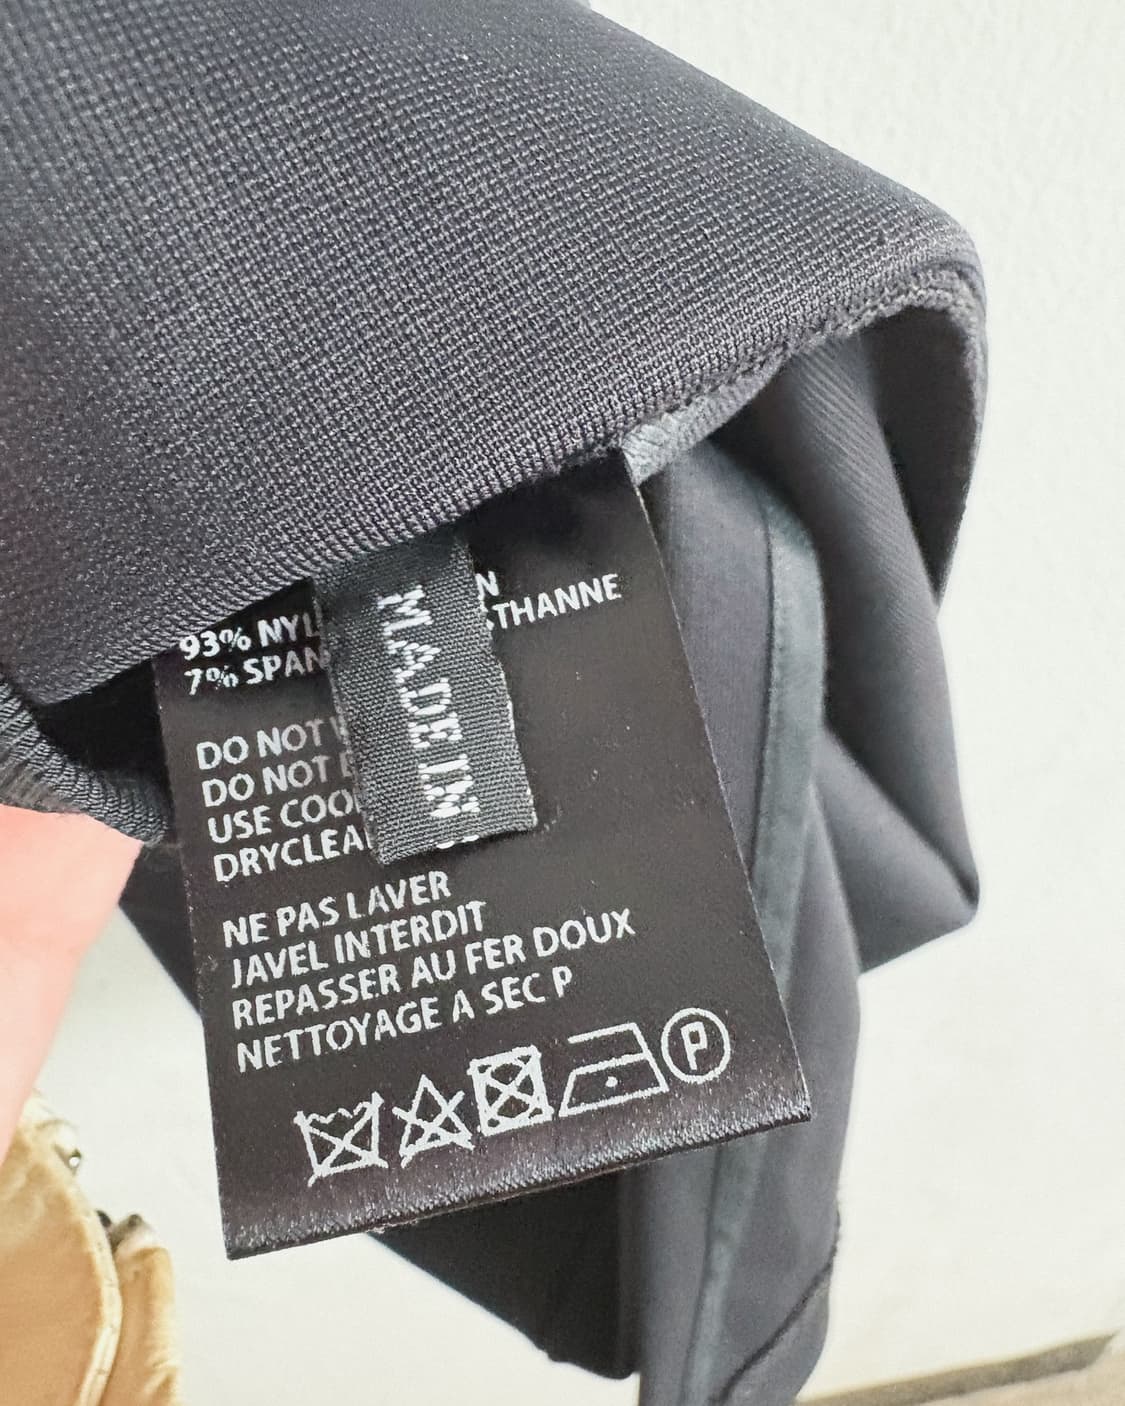 93% NYL N
7% SPAN THANNE
MADE IN
DO NOT
DO NOT
USE COO
DRYCLEA
NE PAS LAVER
JAVEL INTERDIT
REPASSER AU FER DOUX
NETTOYAGE A SEC P
P